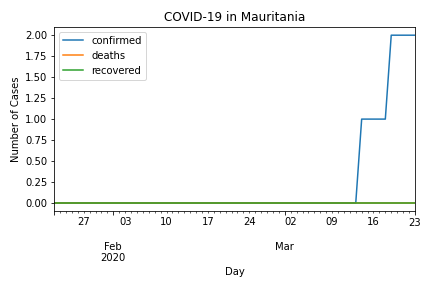 COVID-19 in Mauritania
confirmed
deaths
recovered
Number of Cases
2.00
1.75
1.50
1.25
1.00
0.75
0.50
0.25
0.00
27 03 10 17 24 02 09 16 23
Feb Mar
2020
Day